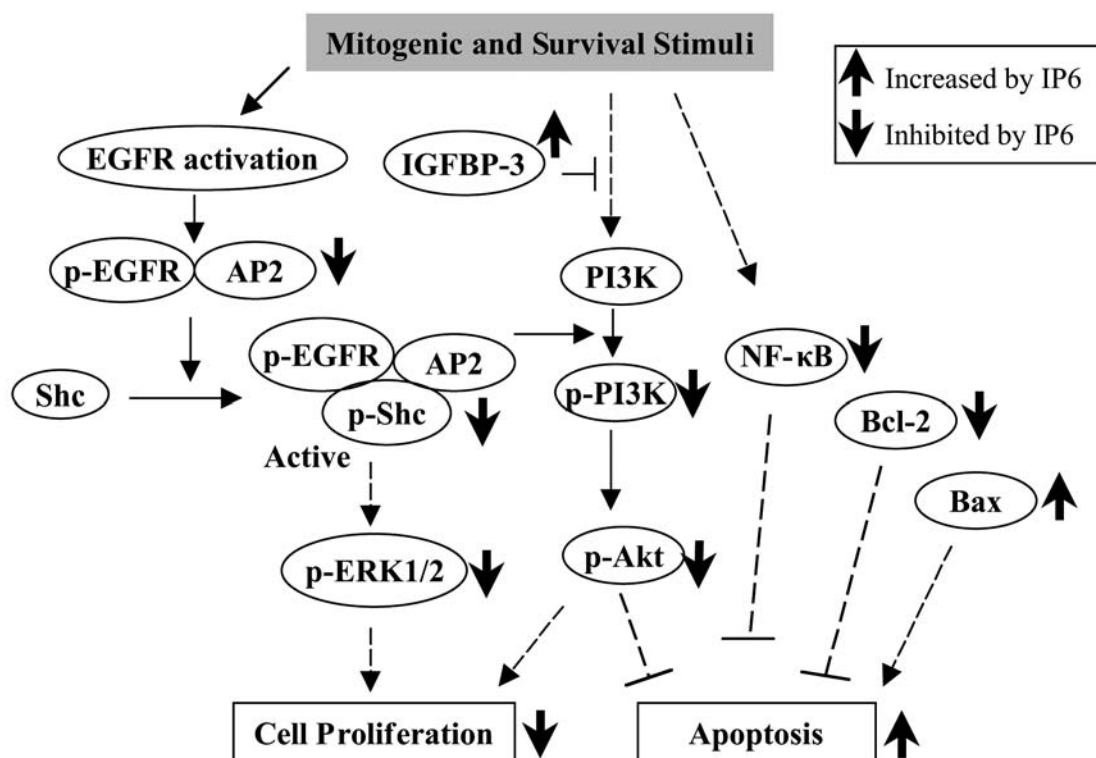 Mitogenic and Survival Stimuli
Increased by IP6
Inhibited by IP6
EGFR activation
IGFBP-3
p-EGFR
AP2
PI3K
p-EGFR
AP2
NF-κB
Shc
p-Shc
p-PI3K
Bcl-2
Active
Bax
p-ERK1/2
p-Akt
Cell Proliferation
Apoptosis